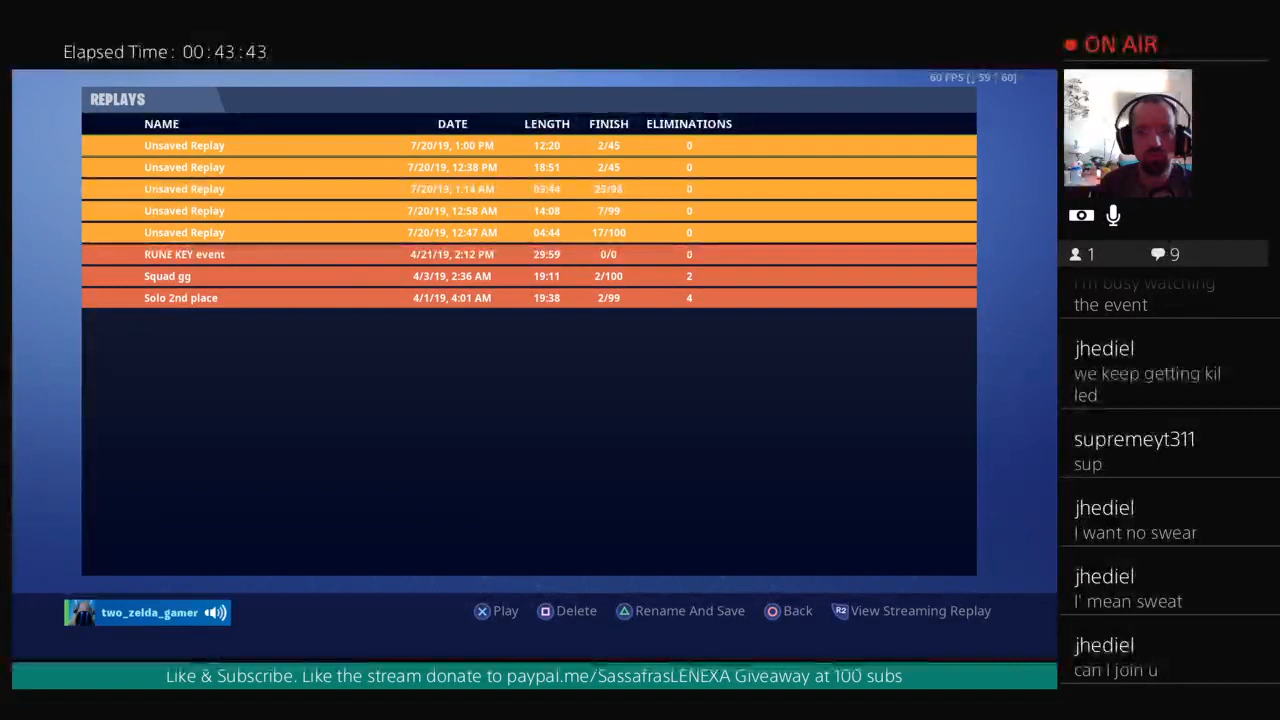 Elapsed Time: 00:43:43
ON AIR
60 FPS [↓ 59 ↑ 60]
REPLAYS
NAME DATE LENGTH FINISH ELIMINATIONS
Unsaved Replay 7/20/19, 1:00 PM 12:20 2/45 0
Unsaved Replay 7/20/19, 12:38 PM 18:51 2/45 0
Unsaved Replay 7/20/19, 1:14 AM 03:44 0
Unsaved Replay 7/20/19, 12:58 AM 14:08 7/99 0
Unsaved Replay 7/20/19, 12:47 AM 04:44 17/100 0
RUNE KEY event 4/21/19, 2:12 PM 29:59 0/0 0
Squad gg 4/3/19, 2:36 AM 19:11 2/100 2
Solo 2nd place 4/1/19, 4:01 AM 19:38 2/99 4
two_zelda_gamer
Play Delete Rename And Save Back R2 View Streaming Replay
Like & Subscribe. Like the stream donate to paypal.me/SassafrasLENEXA Giveaway at 100 subs
1 9
I'm busy watching
the event
jhediel
we keep getting kil
led
supremeyt311
sup
jhediel
I want no swear
jhediel
I' mean sweat
jhediel
can I join u